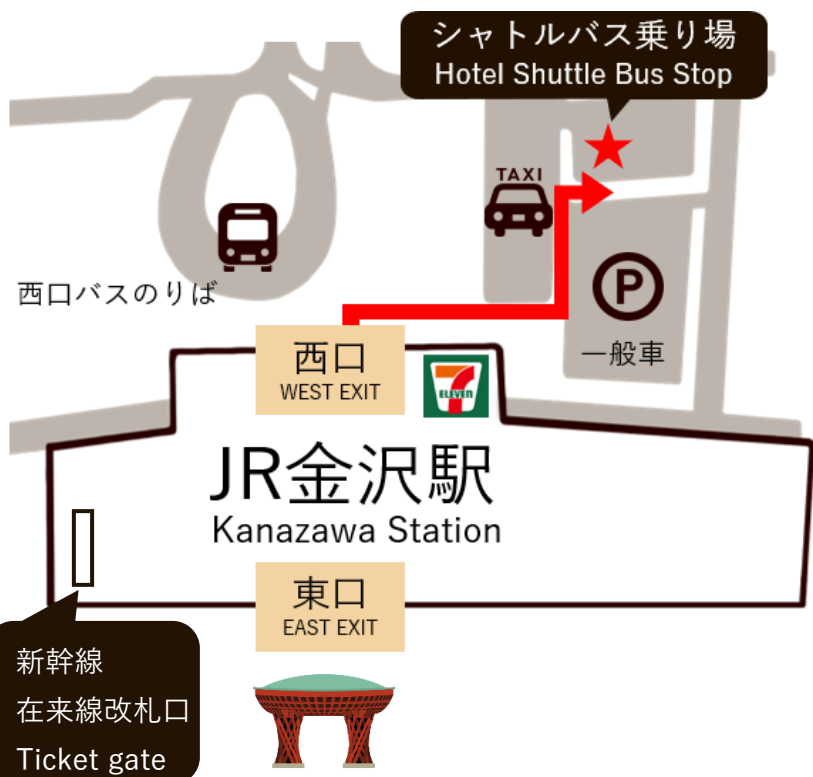 シャトルバス乗り場
Hotel Shuttle Bus Stop
TAXI
西口バスのりば
P
一般車
西口
WEST EXIT
7
ELEVEN
JR金沢駅
Kanazawa Station
東口
EAST EXIT
新幹線
在来線改札口
Ticket gate